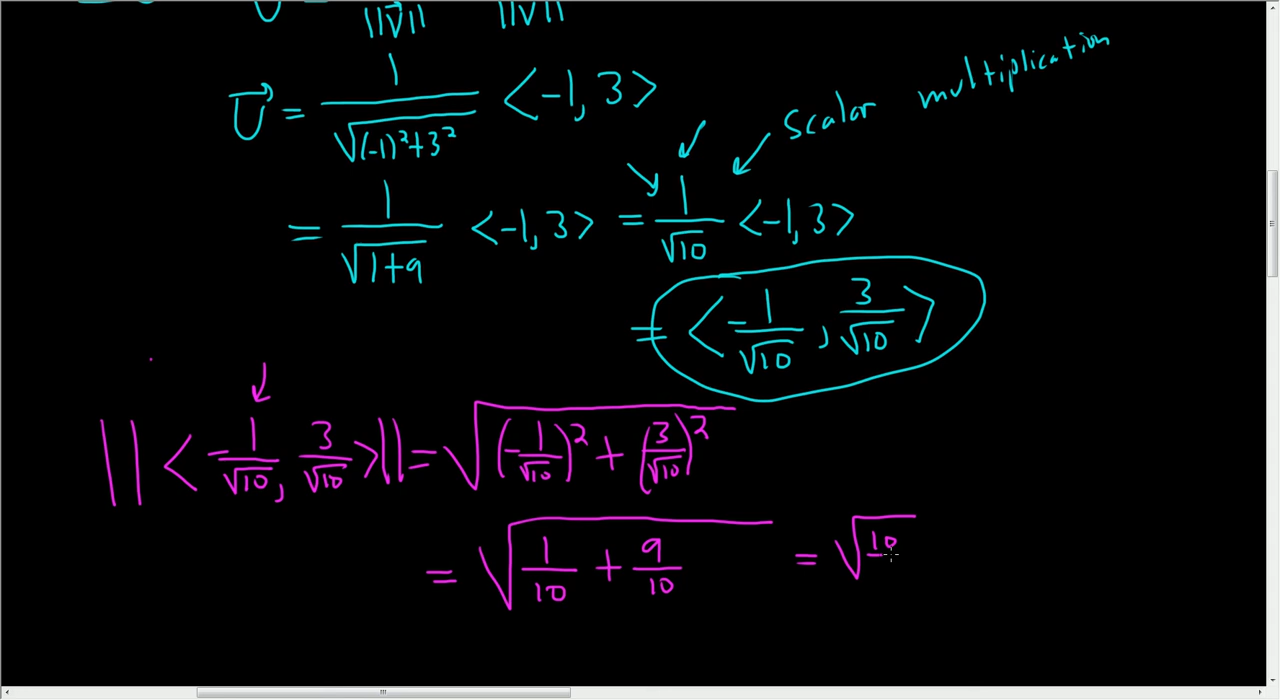 U = ||V|| ||V||
U = 1/√((-1)²+3²) <-1, 3>
Scalar multiplication
= 1/√(1+9) <-1, 3> = 1/√10 <-1, 3>
= <-1/√10, 3/√10>
|| <-1/√10, 3/√10> || = √((-1/√10)² + (3/√10)²)
= √(1/10 + 9/10) = √(10